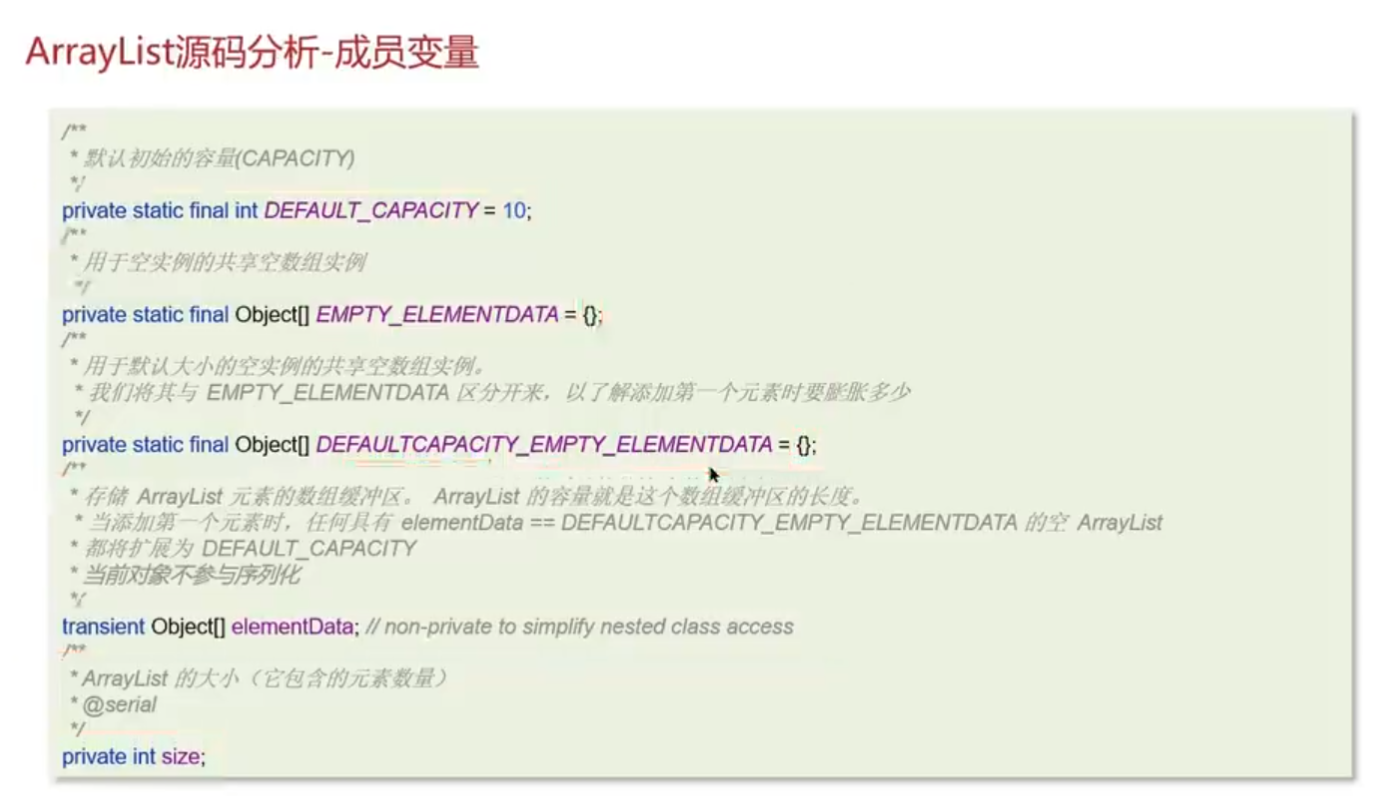 ArrayList源码分析-成员变量
/**
* 默认初始的容量(CAPACITY)
*/
private static final int DEFAULT_CAPACITY = 10;
/**
* 用于空实例的共享空数组实例
*/
private static final Object[] EMPTY_ELEMENTDATA = {};
/**
* 用于默认大小的空实例的共享空数组实例。
* 我们将其与 EMPTY_ELEMENTDATA 区分开来，以了解添加第一个元素时要膨胀多少
*/
private static final Object[] DEFAULTCAPACITY_EMPTY_ELEMENTDATA = {};
/**
* 存储 ArrayList 元素的数组缓冲区。 ArrayList 的容量就是这个数组缓冲区的长度。
* 当添加第一个元素时，任何具有 elementData == DEFAULTCAPACITY_EMPTY_ELEMENTDATA 的空 ArrayList
* 都将扩展为 DEFAULT_CAPACITY
* 当前对象不参与序列化
*/
transient Object[] elementData; // non-private to simplify nested class access
/**
* ArrayList 的大小（它包含的元素数量）
* @serial
*/
private int size;